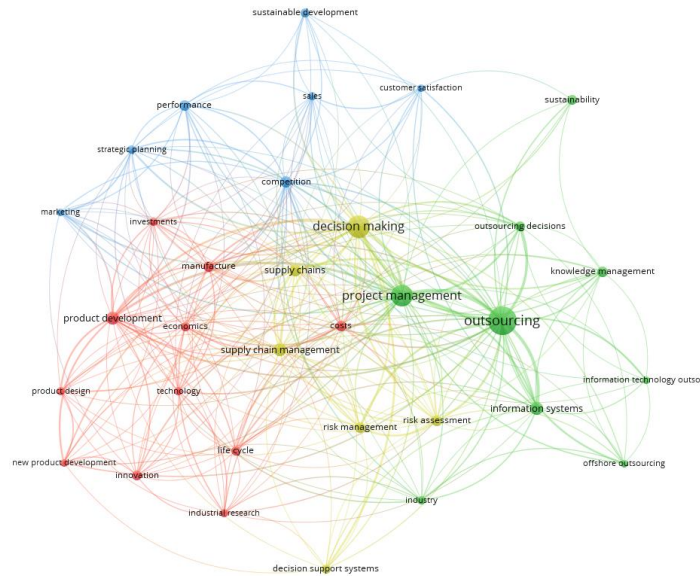 sustainable development
customer satisfaction
sales
sustainability
performance
strategic planning
competition
marketing
investments
decision making
outsourcing decisions
manufacture
supply chains
knowledge management
project management
product development
economics
costs
outsourcing
supply chain management
information technology outso
product design
technology
information systems
risk assessment
risk management
life cycle
new product development
offshore outsourcing
innovation
industry
industrial research
decision support systems